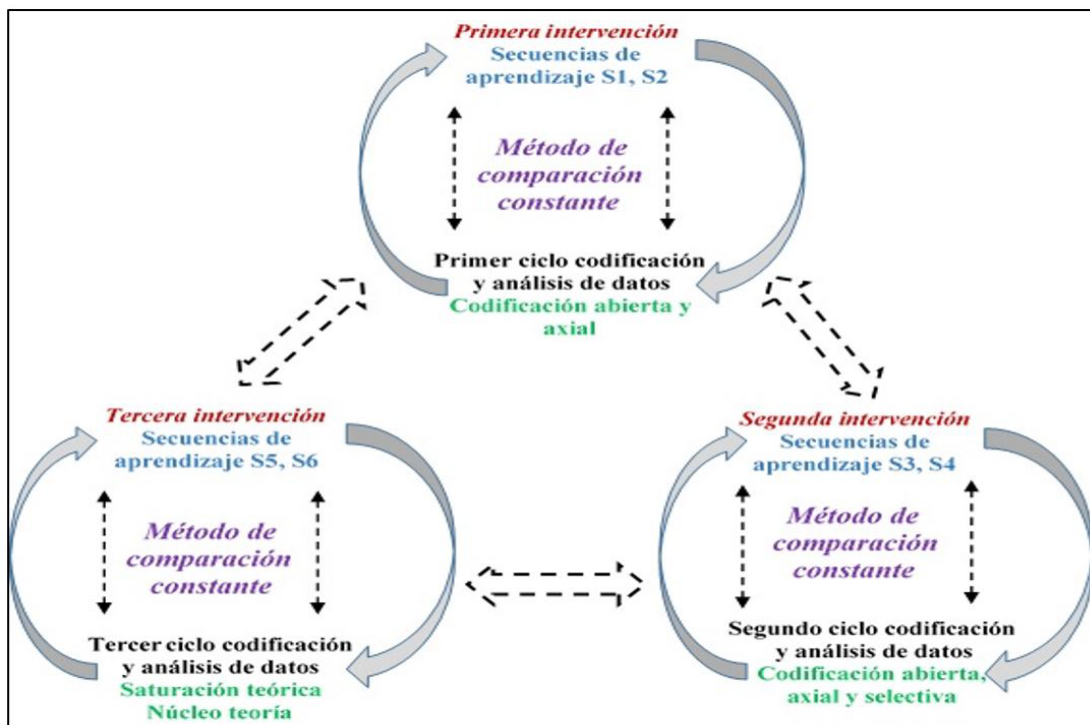 Primera intervención
Secuencias de
aprendizaje S1, S2
Método de
comparación
constante
Primer ciclo codificación
y análisis de datos
Codificación abierta y
axial
Tercera intervención
Secuencias de
aprendizaje S5, S6
Método de
comparación
constante
Tercer ciclo codificación
y análisis de datos
Saturación teórica
Núcleo teoría
Segunda intervención
Secuencias de
aprendizaje S3, S4
Método de
comparación
constante
Segundo ciclo codificación
y análisis de datos
Codificación abierta,
axial y selectiva